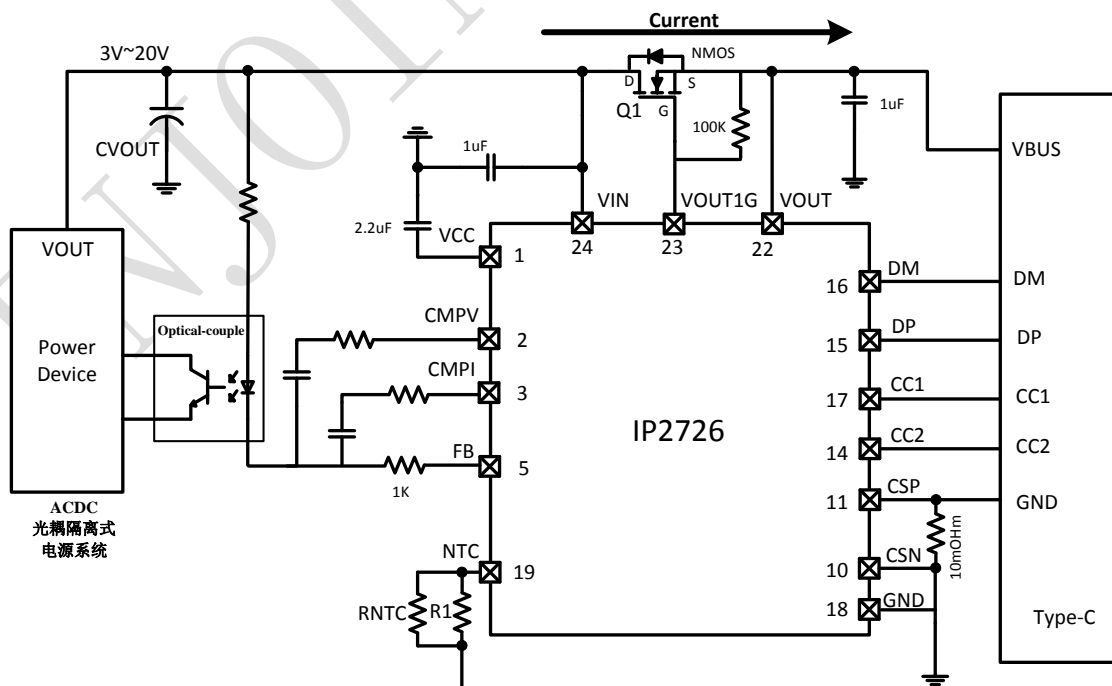 Current
3V~20V
NMOS
D
S
Q1
G
100K
1uF
CVOUT
1uF
VBUS
VIN
VOUT1G
VOUT
2.2uF
VCC
24
23
22
VOUT
1
DM
DM
16
Optical-couple
CMPV
DP
DP
2
15
Power
Device
CMPI
CC1
CC1
3
17
IP2726
CC2
CC2
14
FB
5
CSP
GND
1K
11
ACDC
光耦隔离式
电源系统
10mOHm
NTC
19
CSN
10
RNTC
R1
GND
18
Type-C